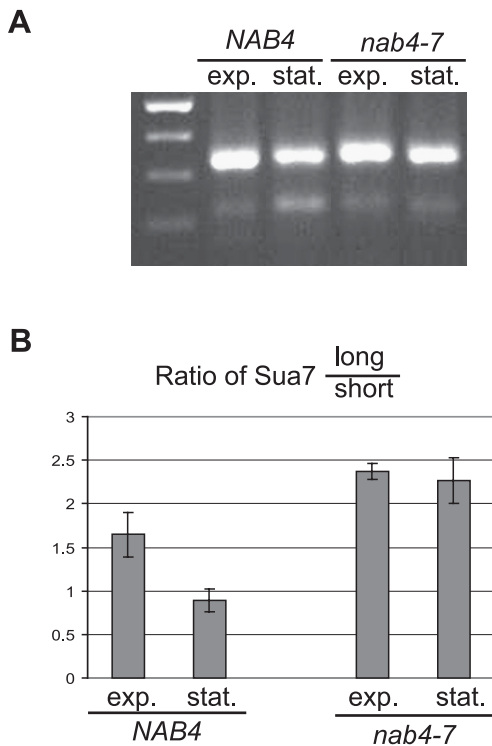 A
NAB4 nab4-7
exp. stat. exp. stat.
B
Ratio of Sua7 long
short
3
2.5
2
1.5
1
0.5
0
exp. stat. exp. stat.
NAB4 nab4-7